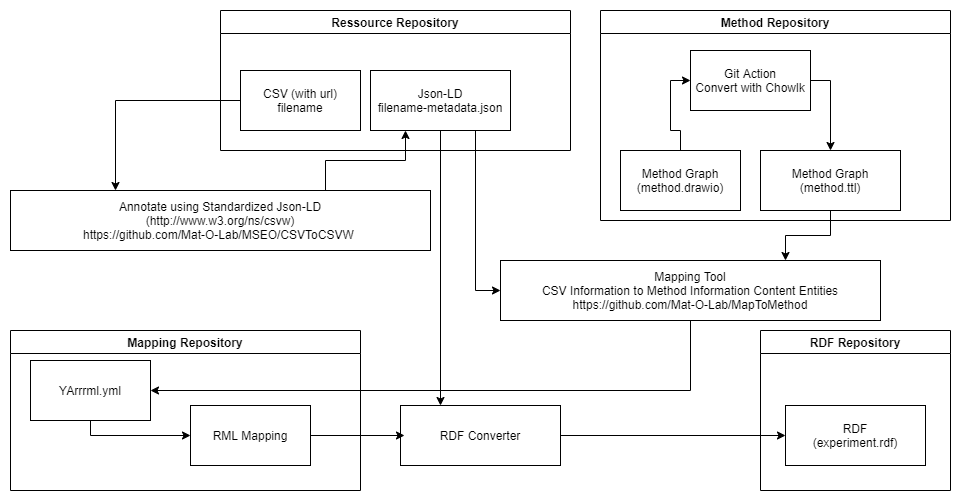 Ressource Repository
CSV (with url)
filename
Json-LD
filename-metadata.json
Method Repository
Git Action
Convert with Chowlk
Method Graph
(method.drawio)
Method Graph
(method.ttl)
Annotate using Standardized Json-LD
(http://www.w3.org/ns/csvw)
https://github.com/Mat-O-Lab/MSEO/CSVToCSVW
Mapping Tool
CSV Information to Method Information Content Entities
https://github.com/Mat-O-Lab/MapToMethod
Mapping Repository
YArrrml.yml
RML Mapping
RDF Converter
RDF Repository
RDF
(experiment.rdf)